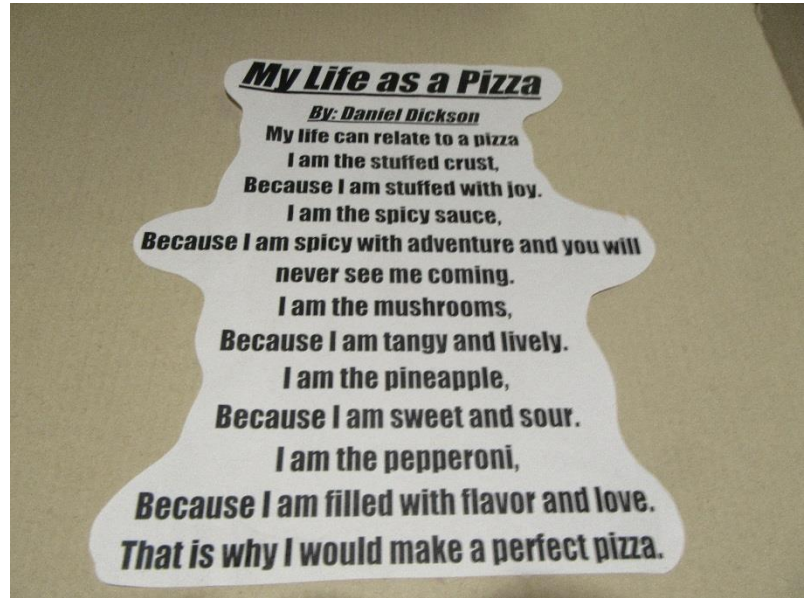 My Life as a Pizza
By: Daniel Dickson
My life can relate to a pizza
I am the stuffed crust,
Because I am stuffed with joy.
I am the spicy sauce,
Because I am spicy with adventure and you will
never see me coming.
I am the mushrooms,
Because I am tangy and lively.
I am the pineapple,
Because I am sweet and sour.
I am the pepperoni,
Because I am filled with flavor and love.
That is why I would make a perfect pizza.